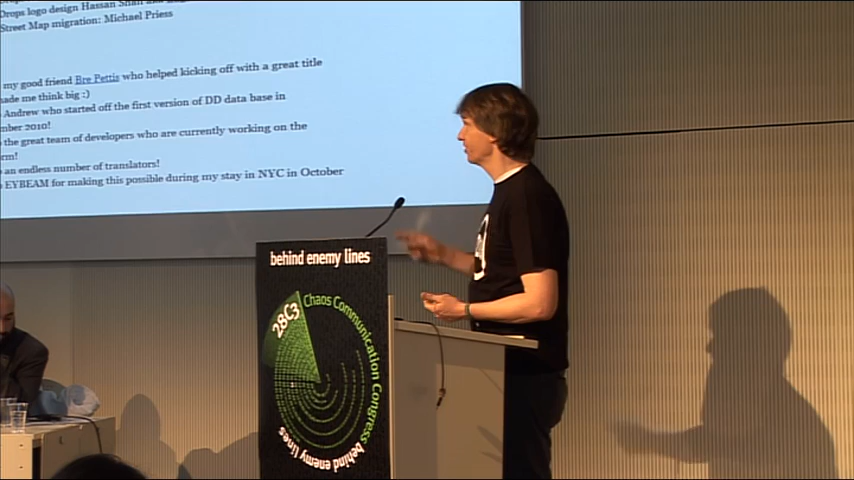 Drops logo design Hassan
Street Map migration: Michael Priess
my good friend Bre Pettis who helped kicking off with a great title
made me think big :)
Andrew who started off the first version of DD data base in
mber 2010!
the great team of developers who are currently working on the
orm!
an endless number of translators!
EYBEAM for making this possible during my stay in NYC in October
behind enemy lines
28C3 Chaos Communication Congress behind enemy lines
behind enemy lines